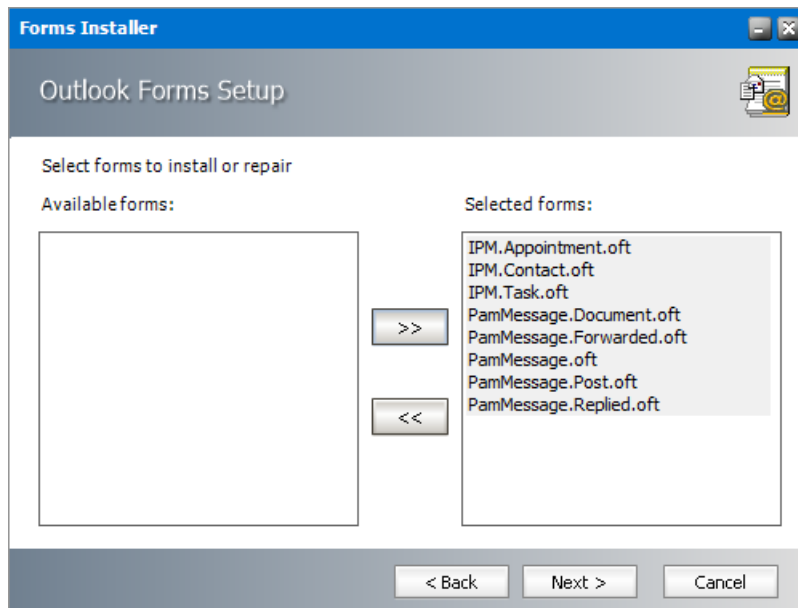 Forms Installer
Outlook Forms Setup
Select forms to install or repair
Available forms:
Selected forms:
IPM.Appointment.oft
IPM.Contact.oft
IPM.Task.oft
PamMessage.Document.oft
PamMessage.Forwarded.oft
PamMessage.oft
PamMessage.Post.oft
PamMessage.Replied.oft
>>
<<
< Back
Next >
Cancel